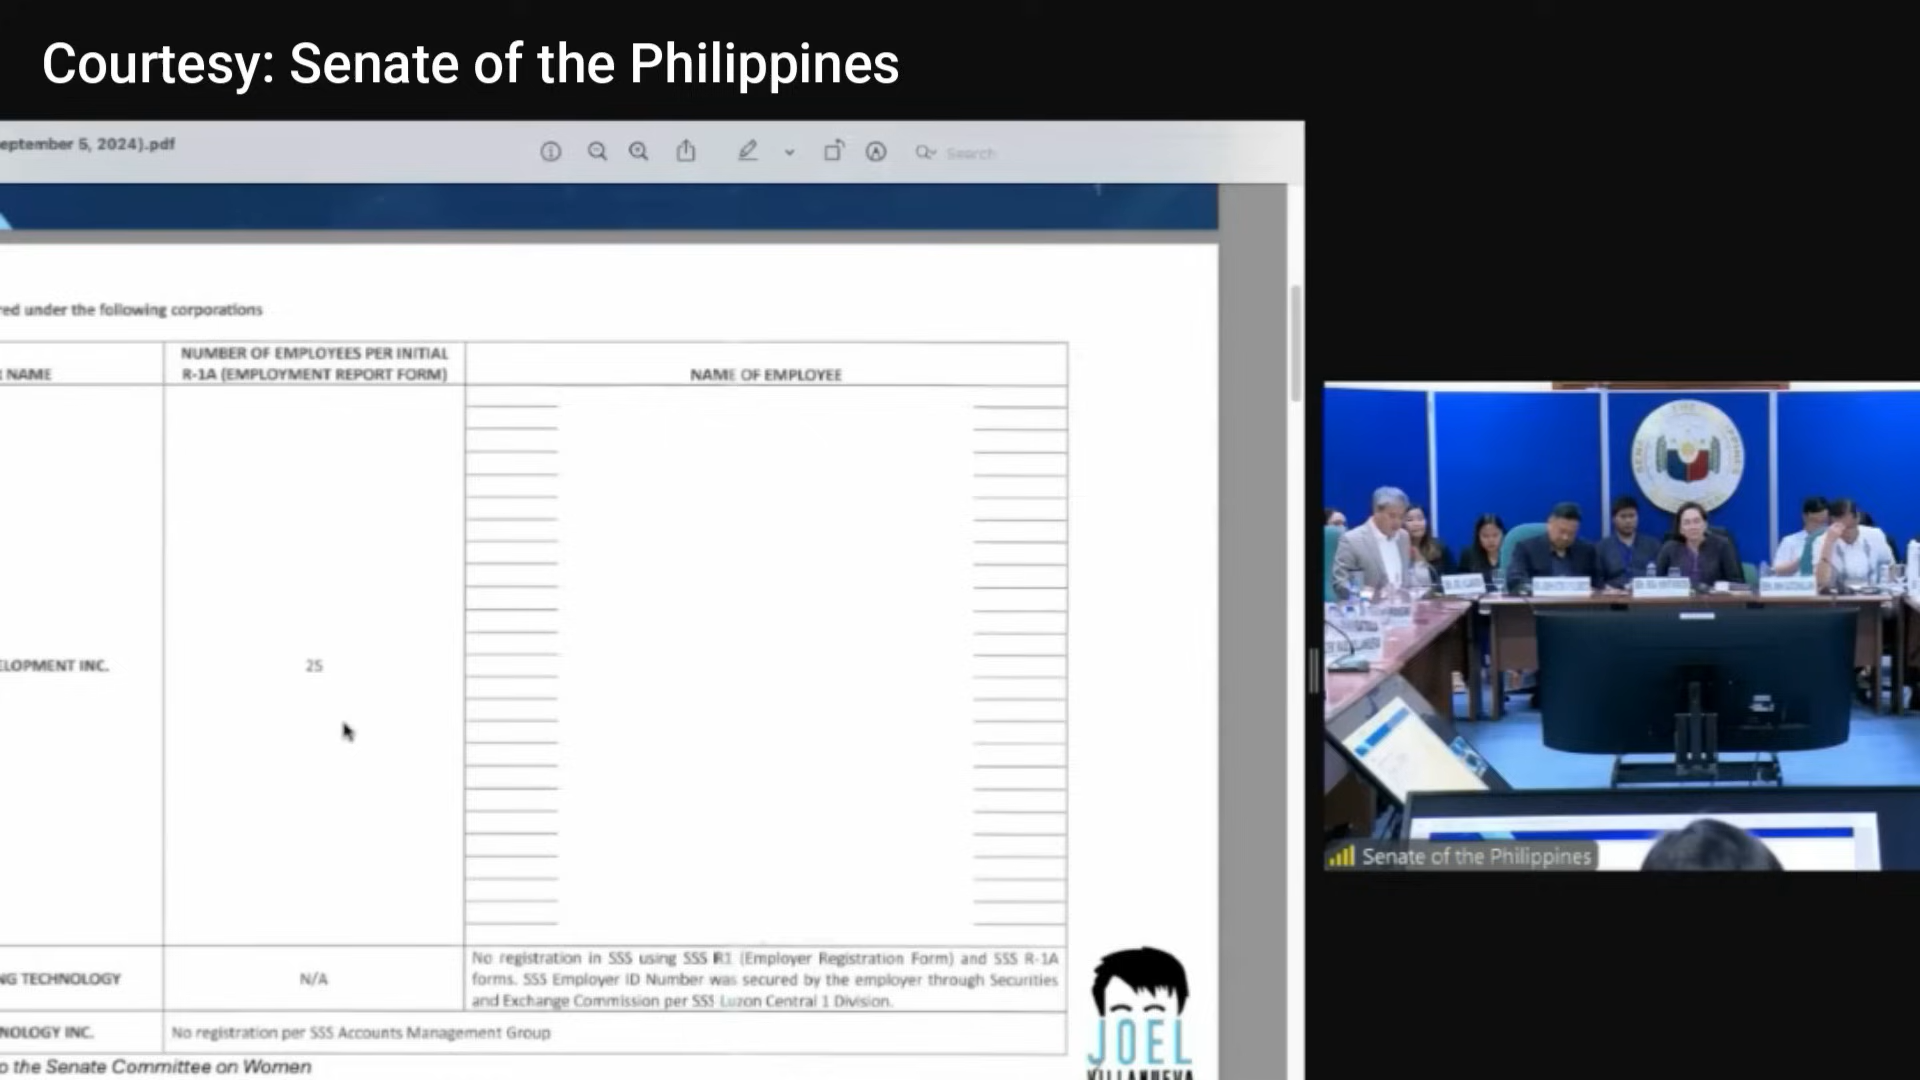 Courtesy: Senate of the Philippines
eptember 5, 2024).pdf
Search
red under the following corporations
NAME
NUMBER OF EMPLOYEES PER INITIAL
R-1A (EMPLOYMENT REPORT FORM)
NAME OF EMPLOYEE
ELOPMENT INC.
25
NG TECHNOLOGY
N/A
No registration in SSS using SSS R1 (Employer Registration Form) and SSS R-1A
forms. SSS Employer ID Number was secured by the employer through Securities
and Exchange Commission per SSS Luzon Central 1 Division.
NOLOGY INC.
No registration per SSS Accounts Management Group
o the Senate Committee on Women
JOEL
VILLANUEVA
Senate of the Philippines